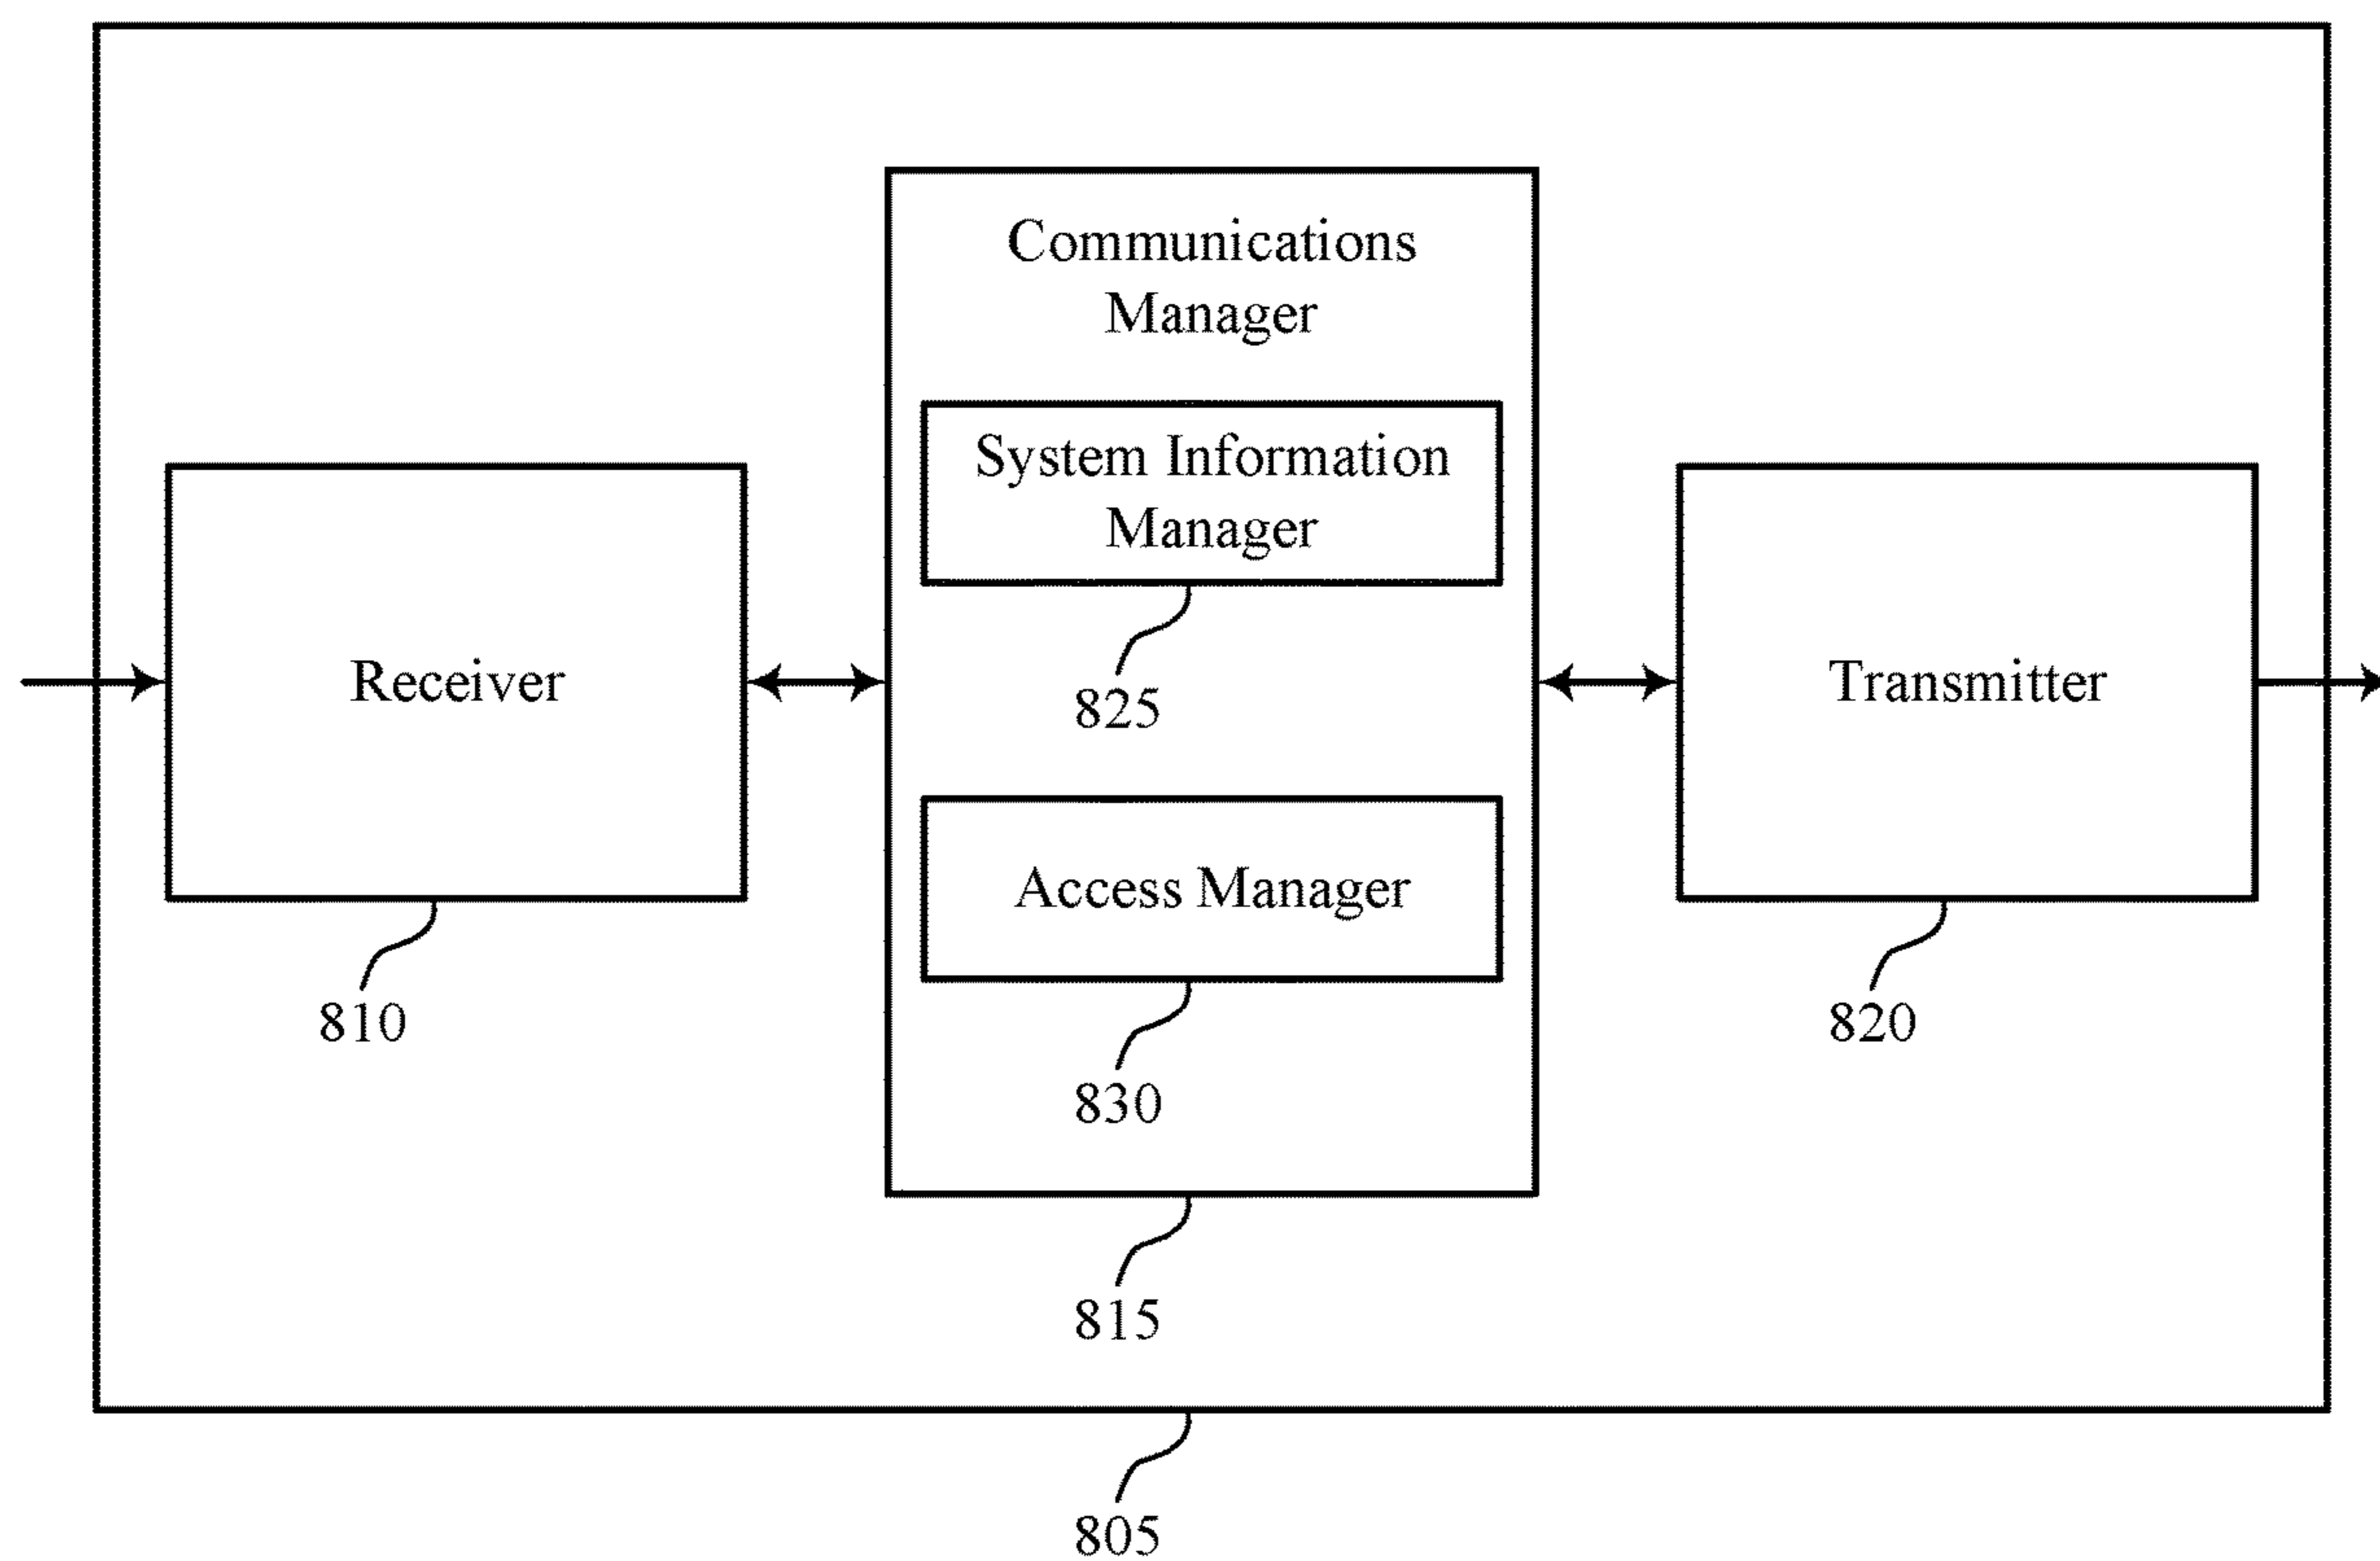 Communications
Manager
System Information
Manager
825
Receiver
810
Access Manager
830
Transmitter
820
815
805